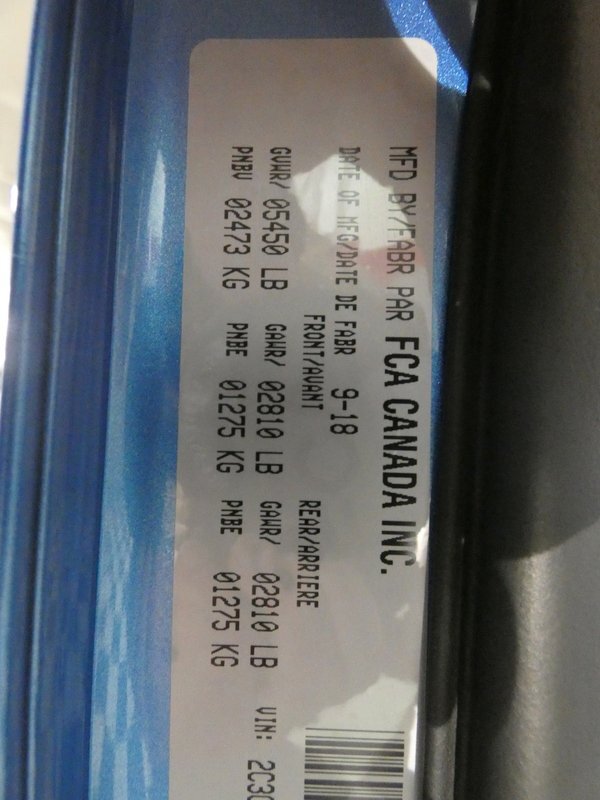 MFD BY/FABR PAR FCA CANADA INC.
DATE OF MFG/DATE DE FABR 9-18
FRONT/AVANT REAR/ARRIERE
GVWR/ 05450 LB GAWR/ 02810 LB GAWR/ 02810 LB
PNBV 02473 KG PNBE 01275 KG PNBE 01275 KG
VIN: 2C3C